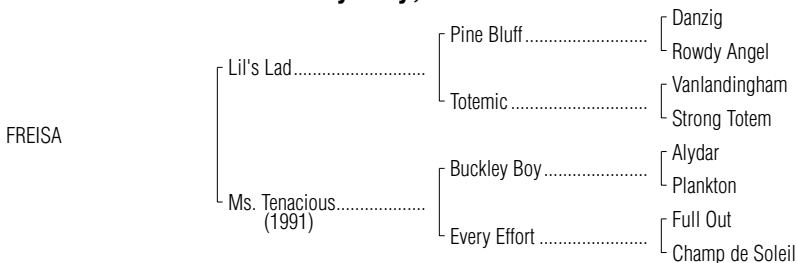 Danzig
Pine Bluff..........................
Rowdy Angel
Lil's Lad............................
Vanlandingham
Totemic..............................
Strong Totem
FREISA
Alydar
Buckley Boy......................
Plankton
Ms. Tenacious...................
(1991)
Full Out
Every Effort .......................
Champ de Soleil